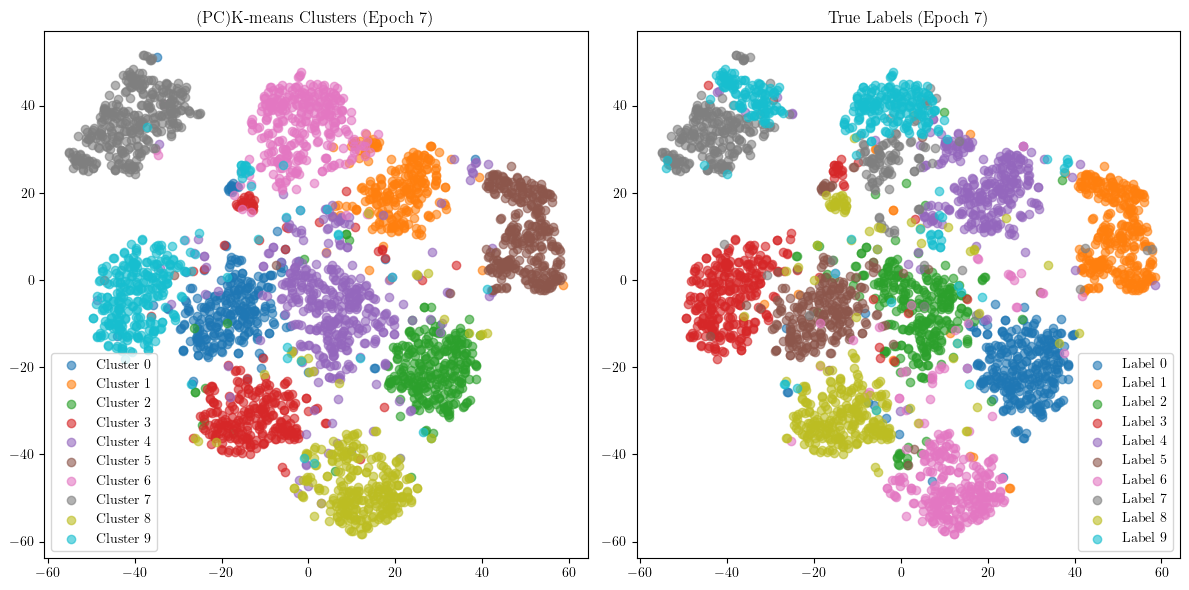 (PC)K-means Clusters (Epoch 7)
40
20
0
−20
−40
−60
−60
−40
−20
0
20
40
60
Cluster 0
Cluster 1
Cluster 2
Cluster 3
Cluster 4
Cluster 5
Cluster 6
Cluster 7
Cluster 8
Cluster 9
True Labels (Epoch 7)
40
20
0
−20
−40
−60
−60
−40
−20
0
20
40
60
Label 0
Label 1
Label 2
Label 3
Label 4
Label 5
Label 6
Label 7
Label 8
Label 9